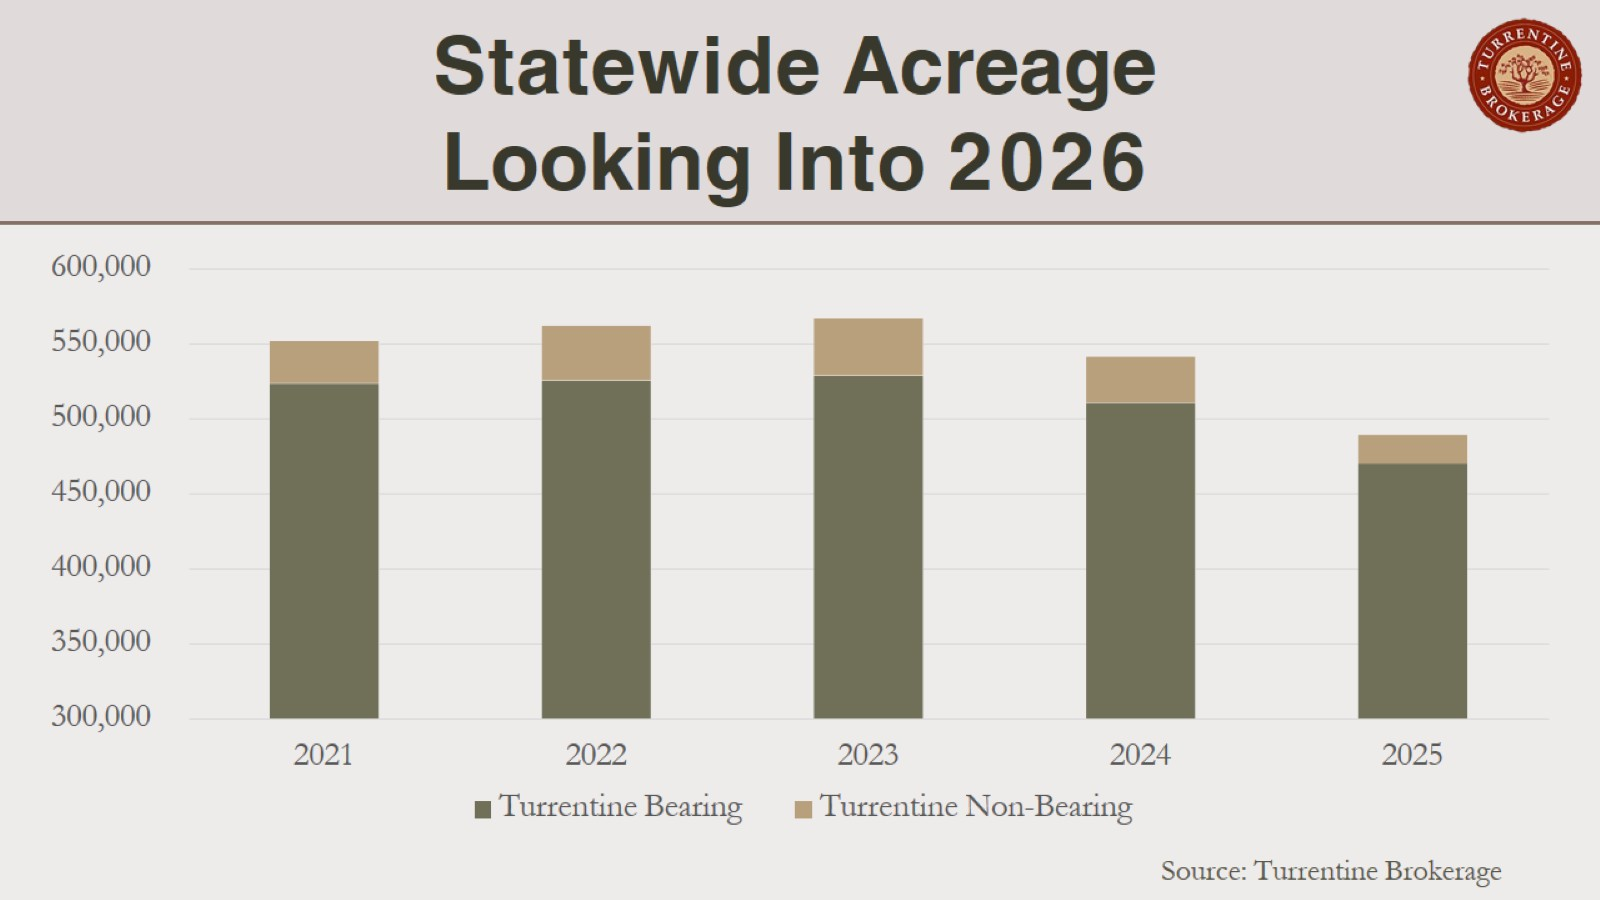 Statewide Acreage
Looking Into 2026
TURRENTINE
BROKERAGE
600,000
550,000
500,000
450,000
400,000
350,000
300,000
2021 2022 2023 2024 2025
Turrentine Bearing Turrentine Non-Bearing
Source: Turrentine Brokerage